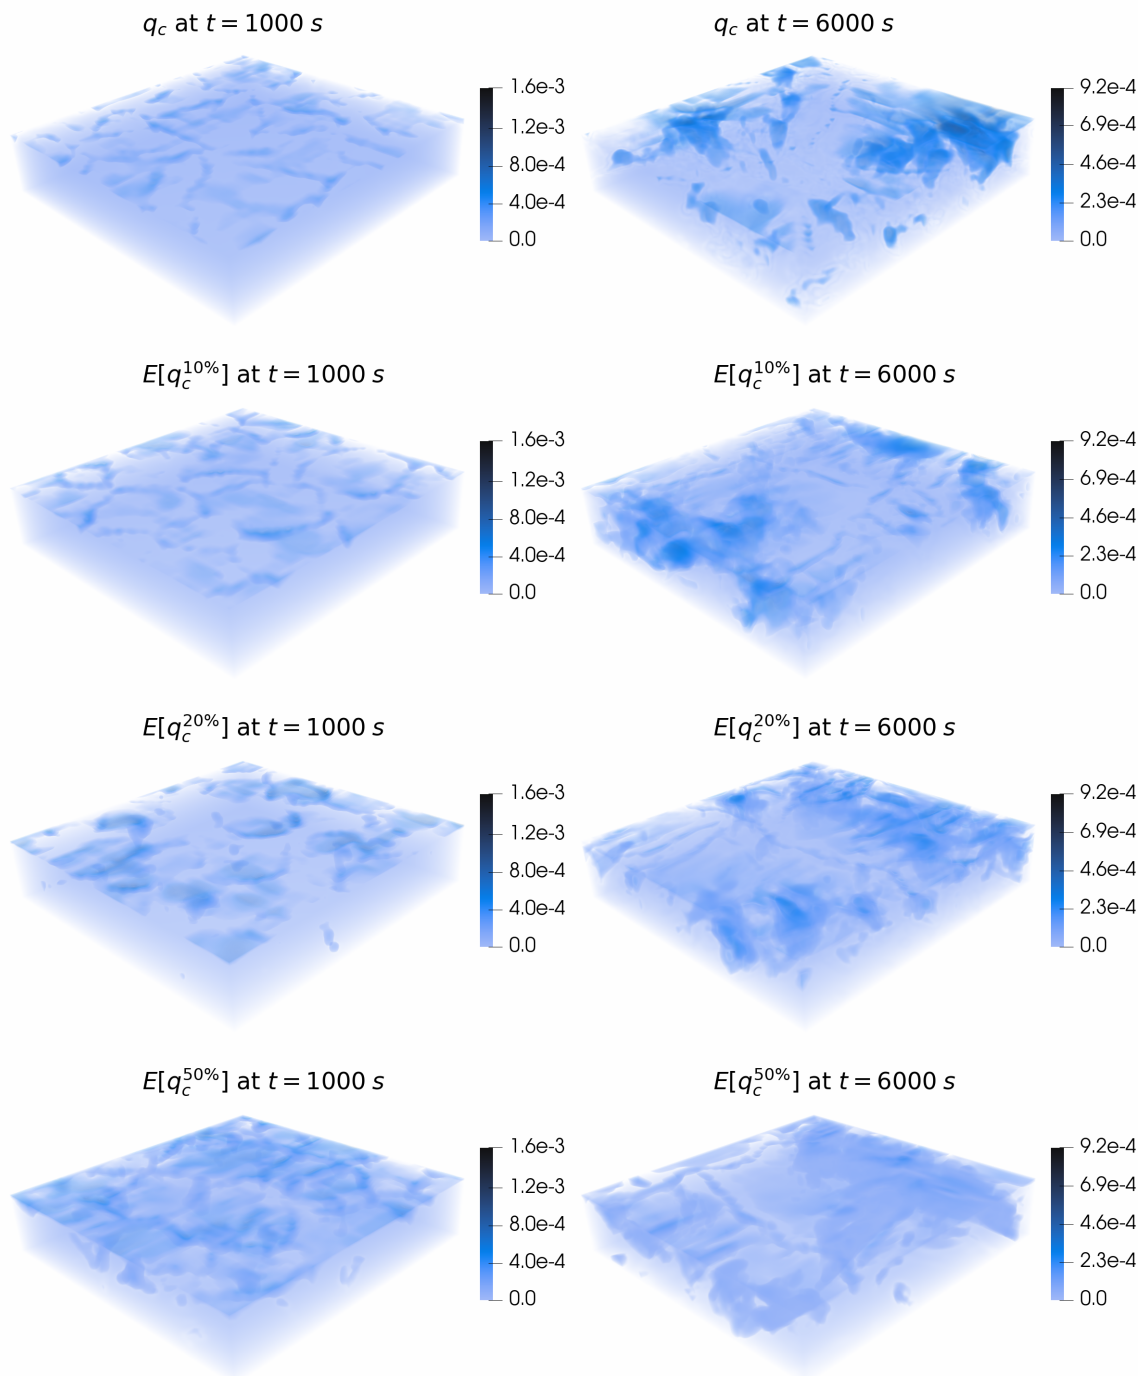 q_c at t = 1000 s
q_c at t = 6000 s
1.6e-3
1.2e-3
8.0e-4
4.0e-4
0.0
9.2e-4
6.9e-4
4.6e-4
2.3e-4
0.0
E[q_c^{10%}] at t = 1000 s
E[q_c^{10%}] at t = 6000 s
1.6e-3
1.2e-3
8.0e-4
4.0e-4
0.0
9.2e-4
6.9e-4
4.6e-4
2.3e-4
0.0
E[q_c^{20%}] at t = 1000 s
E[q_c^{20%}] at t = 6000 s
1.6e-3
1.2e-3
8.0e-4
4.0e-4
0.0
9.2e-4
6.9e-4
4.6e-4
2.3e-4
0.0
E[q_c^{50%}] at t = 1000 s
E[q_c^{50%}] at t = 6000 s
1.6e-3
1.2e-3
8.0e-4
4.0e-4
0.0
9.2e-4
6.9e-4
4.6e-4
2.3e-4
0.0